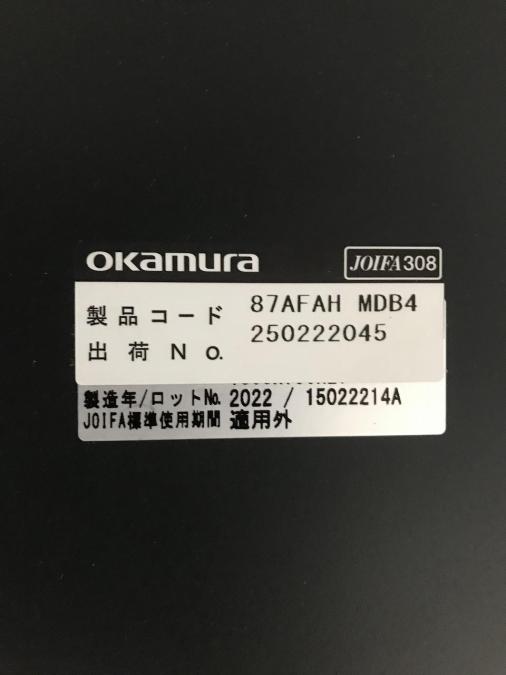 OKamura JOIFA308
製品コード 87AFAH MDB4
出荷No. 250222045
製造年/ロットNo. 2022 / 15022214A
JOIFA標準使用期間 適用外